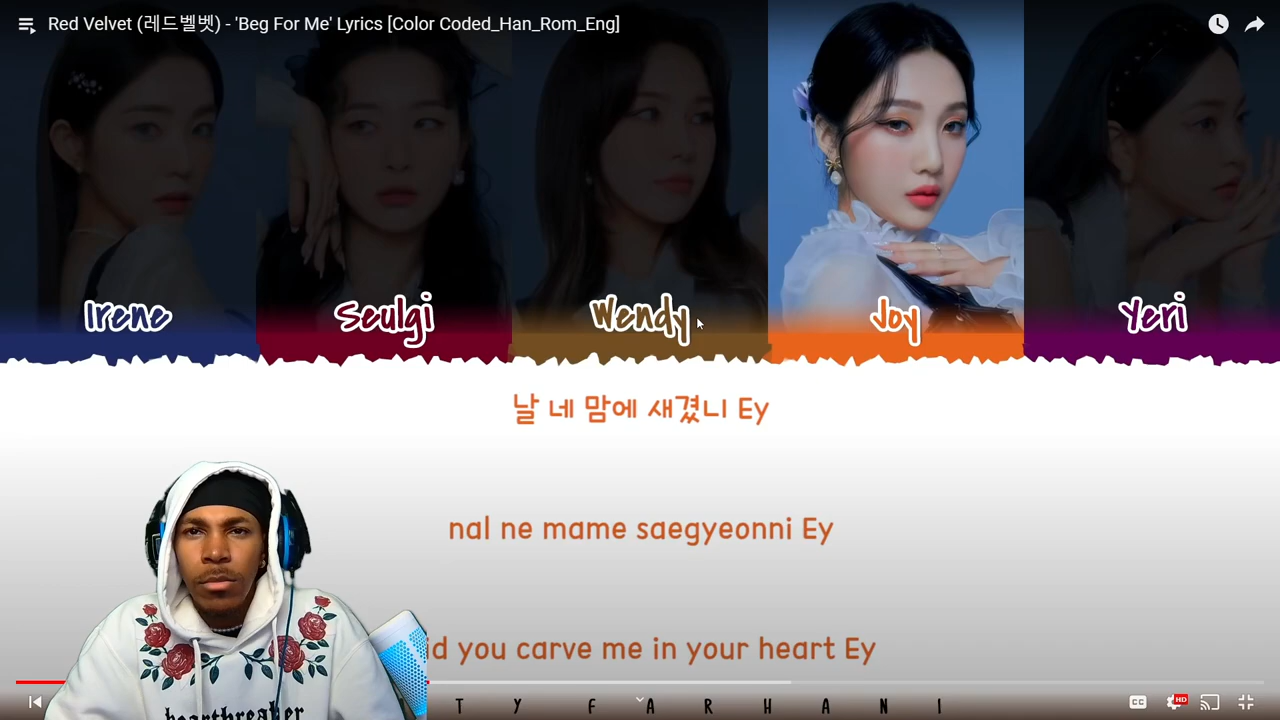 Red Velvet (레드벨벳) - 'Beg For Me' Lyrics [Color Coded_Han_Rom_Eng]
Irene
Seulgi
Wendy
Joy
Yeri
날 네 맘에 새겼니 Ey
nal ne mame saegyeonni Ey
you carve me in your heart Ey
T Y F A R H A N I
heartbreaker
CC
HD